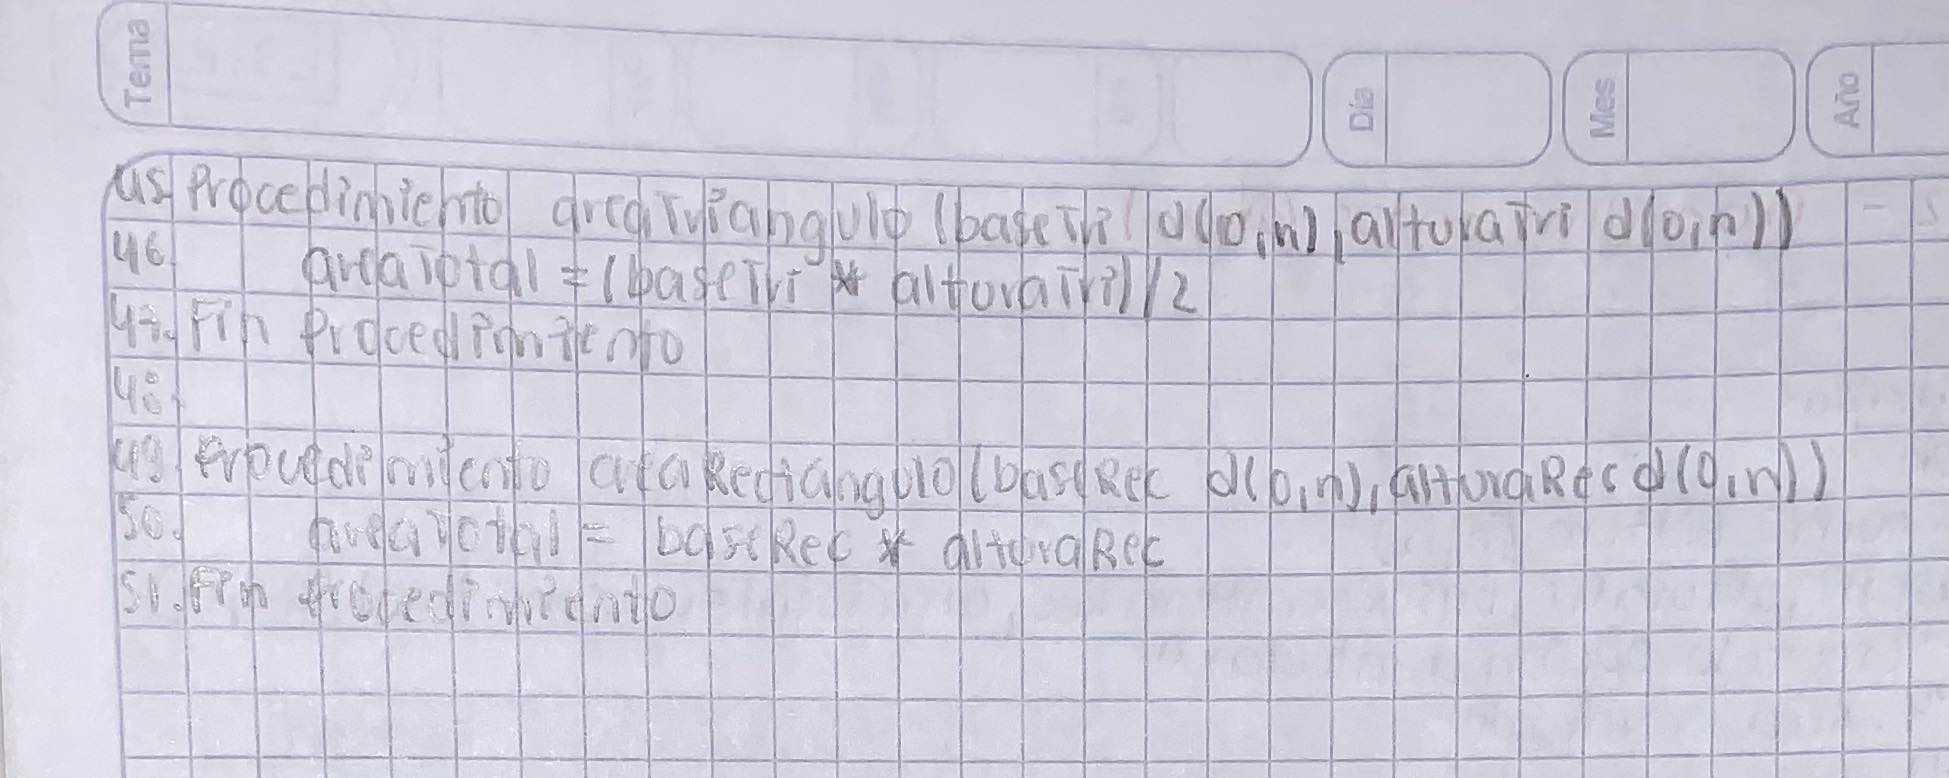 Tema
Día
Mes
Año
45. Procedimiento areaTriangulo (baseTri d(0,n), alturaTri d(0,n))
46. areaTotal = (baseTri * alturaTri) / 2
47. Fin Procedimiento
48.
49. Procedimiento areaRectangulo (baseRec d(0,n), alturaRec d(0,n))
50. areaTotal = baseRec * alturaRec
51. Fin Procedimiento